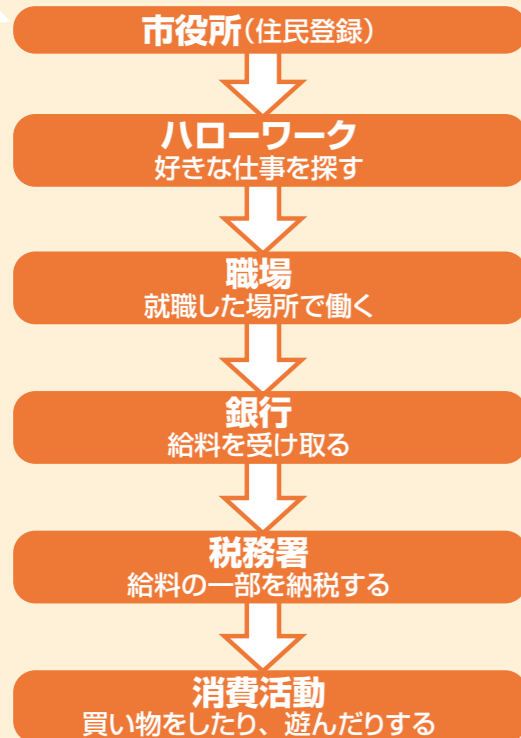 市役所(住民登録)
ハローワーク
好きな仕事を探す
職場
就職した場所で働く
銀行
給料を受け取る
税務署
給料の一部を納税する
消費活動
買い物をしたり、遊んだりする